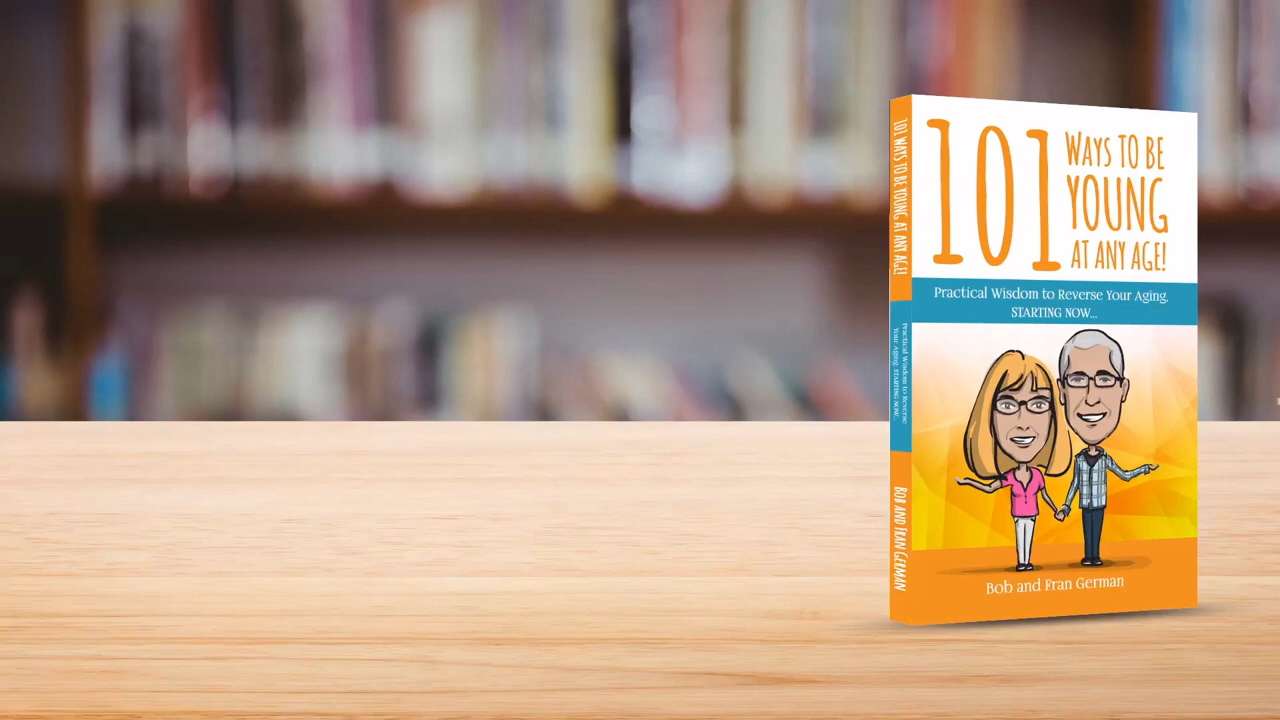 101 WAYS TO BE YOUNG AT ANY AGE!
Practical Wisdom to Reverse
Your Aging, STARTING NOW...
BOB AND FRAN GERMAN
101
WAYS TO BE
YOUNG
AT ANY AGE!
Practical Wisdom to Reverse Your Aging,
STARTING NOW...
Bob and Fran German